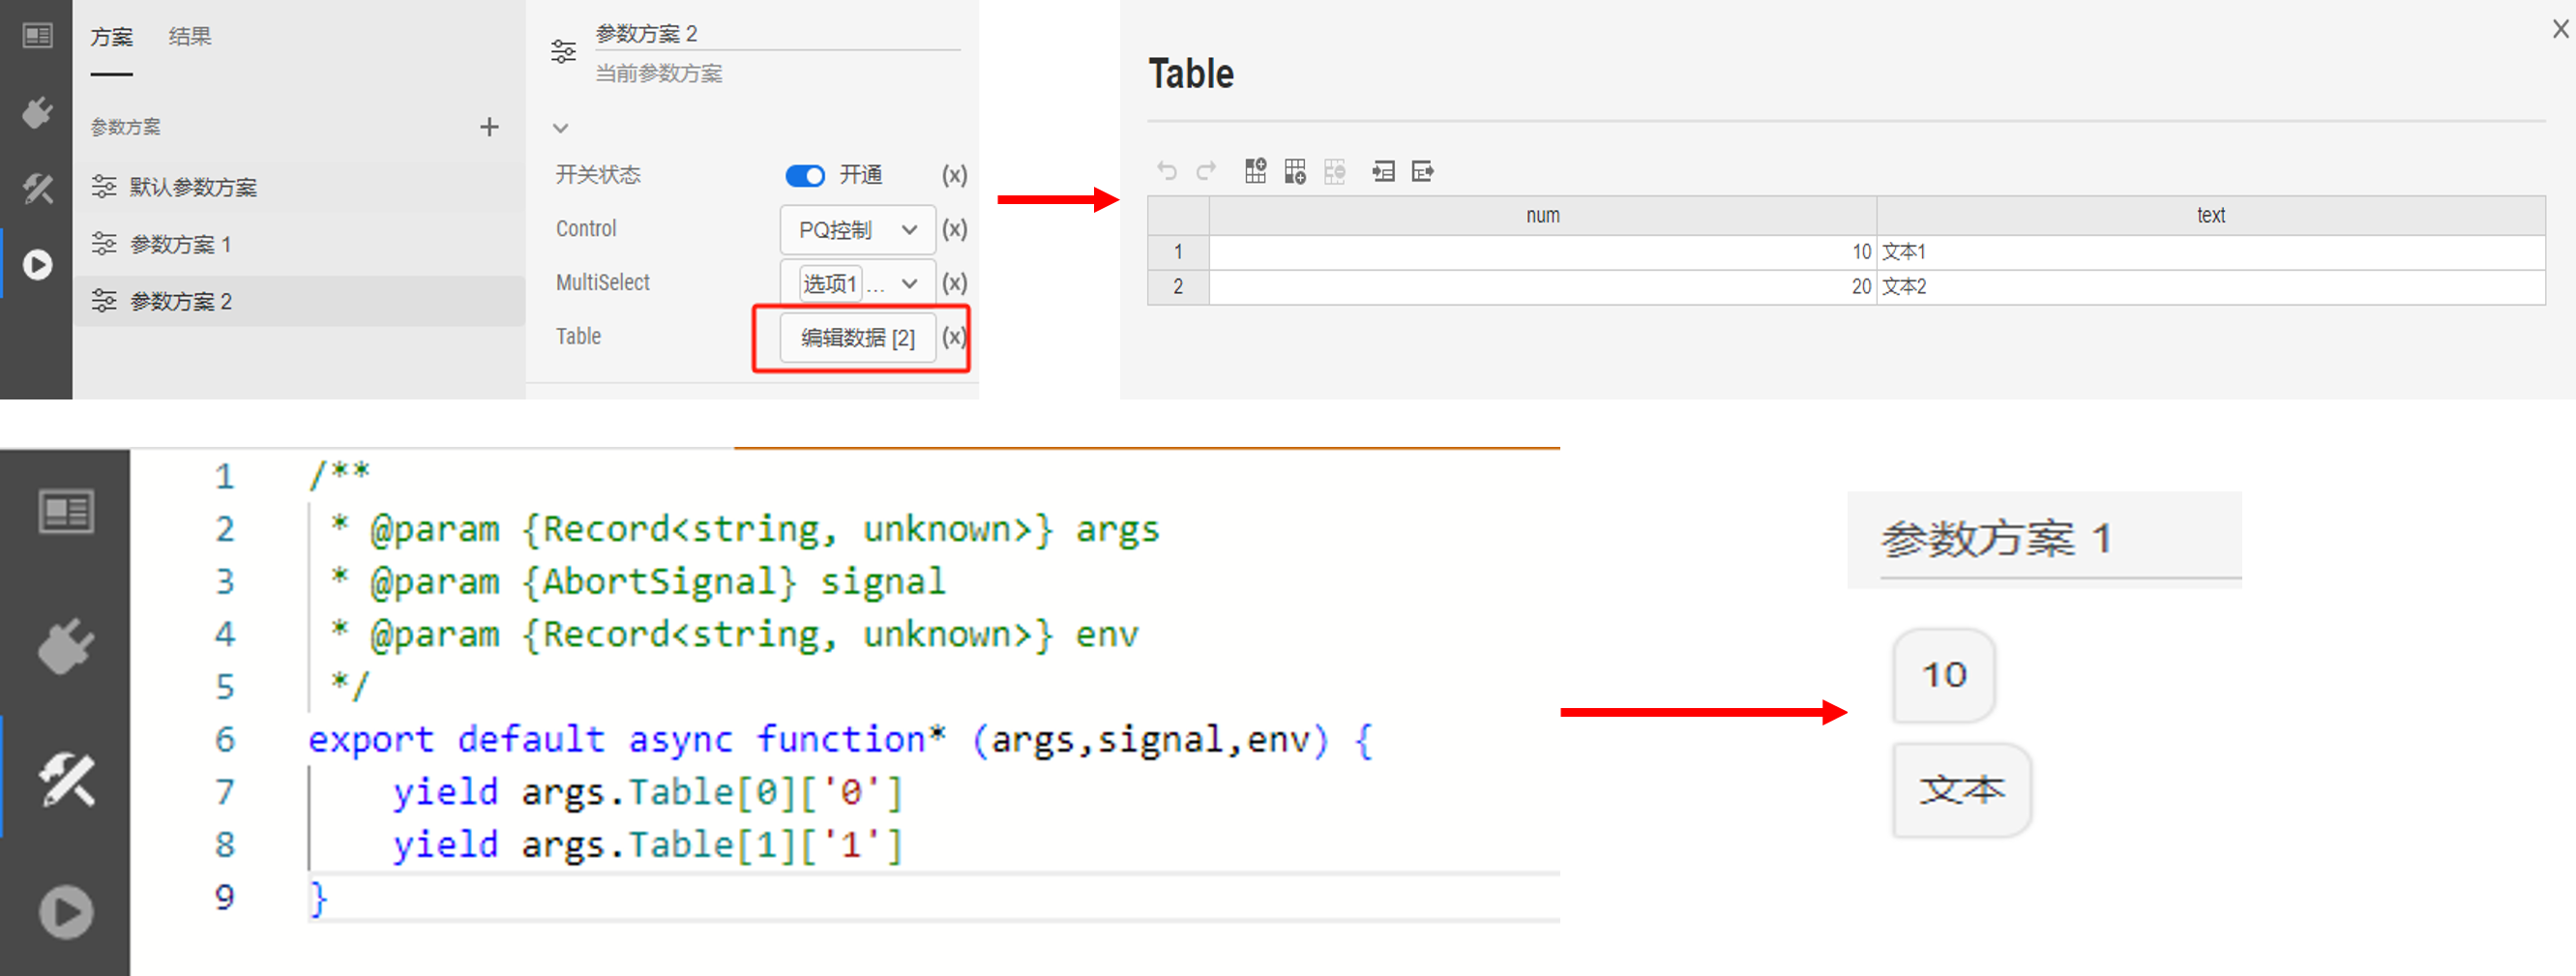 方案 结果
参数方案
默认参数方案
参数方案 1
参数方案 2
参数方案 2
当前参数方案
开关状态 开通 (x)
Control PQ控制 (x)
MultiSelect 选项1 ... (x)
Table 编辑数据 [2] (x)
Table
num text
1 10 文本1
2 20 文本2
1 /**
2 * @param {Record<string, unknown>} args
3 * @param {AbortSignal} signal
4 * @param {Record<string, unknown>} env
5 */
6 export default async function* (args,signal,env) {
7 yield args.Table[0]['0']
8 yield args.Table[1]['1']
9 }
参数方案 1
10
文本